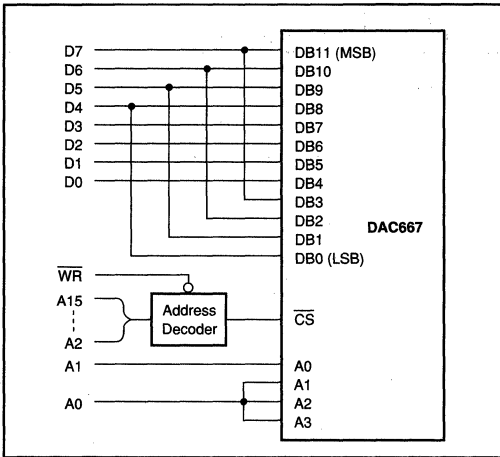 D7
D6
D5
D4
D3
D2
D1
D0
WR
A15
A2
A1
A0
Address
Decoder
DB11 (MSB)
DB10
DB9
DB8
DB7
DB6
DB5
DB4
DB3
DB2
DB1
DB0 (LSB)
DAC667
CS
A0
A1
A2
A3